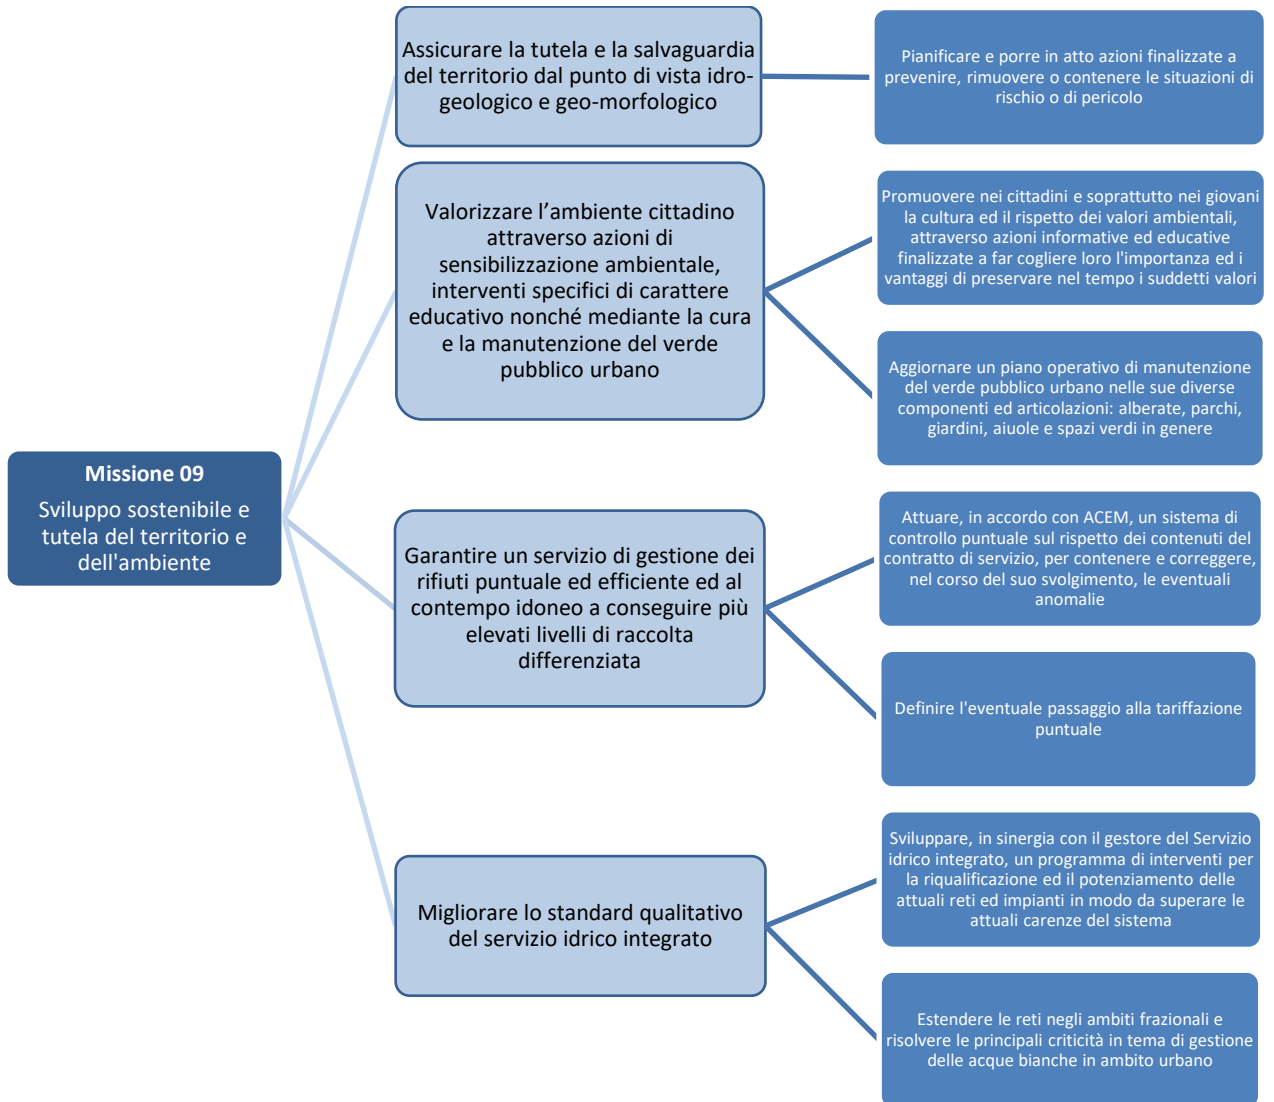 Missione 09
Sviluppo sostenibile e
tutela del territorio e
dell'ambiente
Assicurare la tutela e la salvaguardia
del territorio dal punto di vista idro-
geologico e geo-morfologico
Pianificare e porre in atto azioni finalizzate a
prevenire, rimuovere o contenere le situazioni di
rischio o di pericolo
Valorizzare l’ambiente cittadino
attraverso azioni di
sensibilizzazione ambientale,
interventi specifici di carattere
educativo nonché mediante la cura
e la manutenzione del verde
pubblico urbano
Promuovere nei cittadini e soprattutto nei giovani
la cultura ed il rispetto dei valori ambientali,
attraverso azioni informative ed educative
finalizzate a far cogliere loro l'importanza ed i
vantaggi di preservare nel tempo i suddetti valori
Aggiornare un piano operativo di manutenzione
del verde pubblico urbano nelle sue diverse
componenti ed articolazioni: alberate, parchi,
giardini, aiuole e spazi verdi in genere
Garantire un servizio di gestione dei
rifiuti puntuale ed efficiente ed al
contempo idoneo a conseguire più
elevati livelli di raccolta
differenziata
Attuare, in accordo con ACEM, un sistema di
controllo puntuale sul rispetto dei contenuti del
contratto di servizio, per contenere e correggere,
nel corso del suo svolgimento, le eventuali
anomalie
Definire l'eventuale passaggio alla tariffazione
puntuale
Migliorare lo standard qualitativo
del servizio idrico integrato
Sviluppare, in sinergia con il gestore del Servizio
idrico integrato, un programma di interventi per
la riqualificazione ed il potenziamento delle
attuali reti ed impianti in modo da superare le
attuali carenze del sistema
Estendere le reti negli ambiti frazionali e
risolvere le principali criticità in tema di gestione
delle acque bianche in ambito urbano